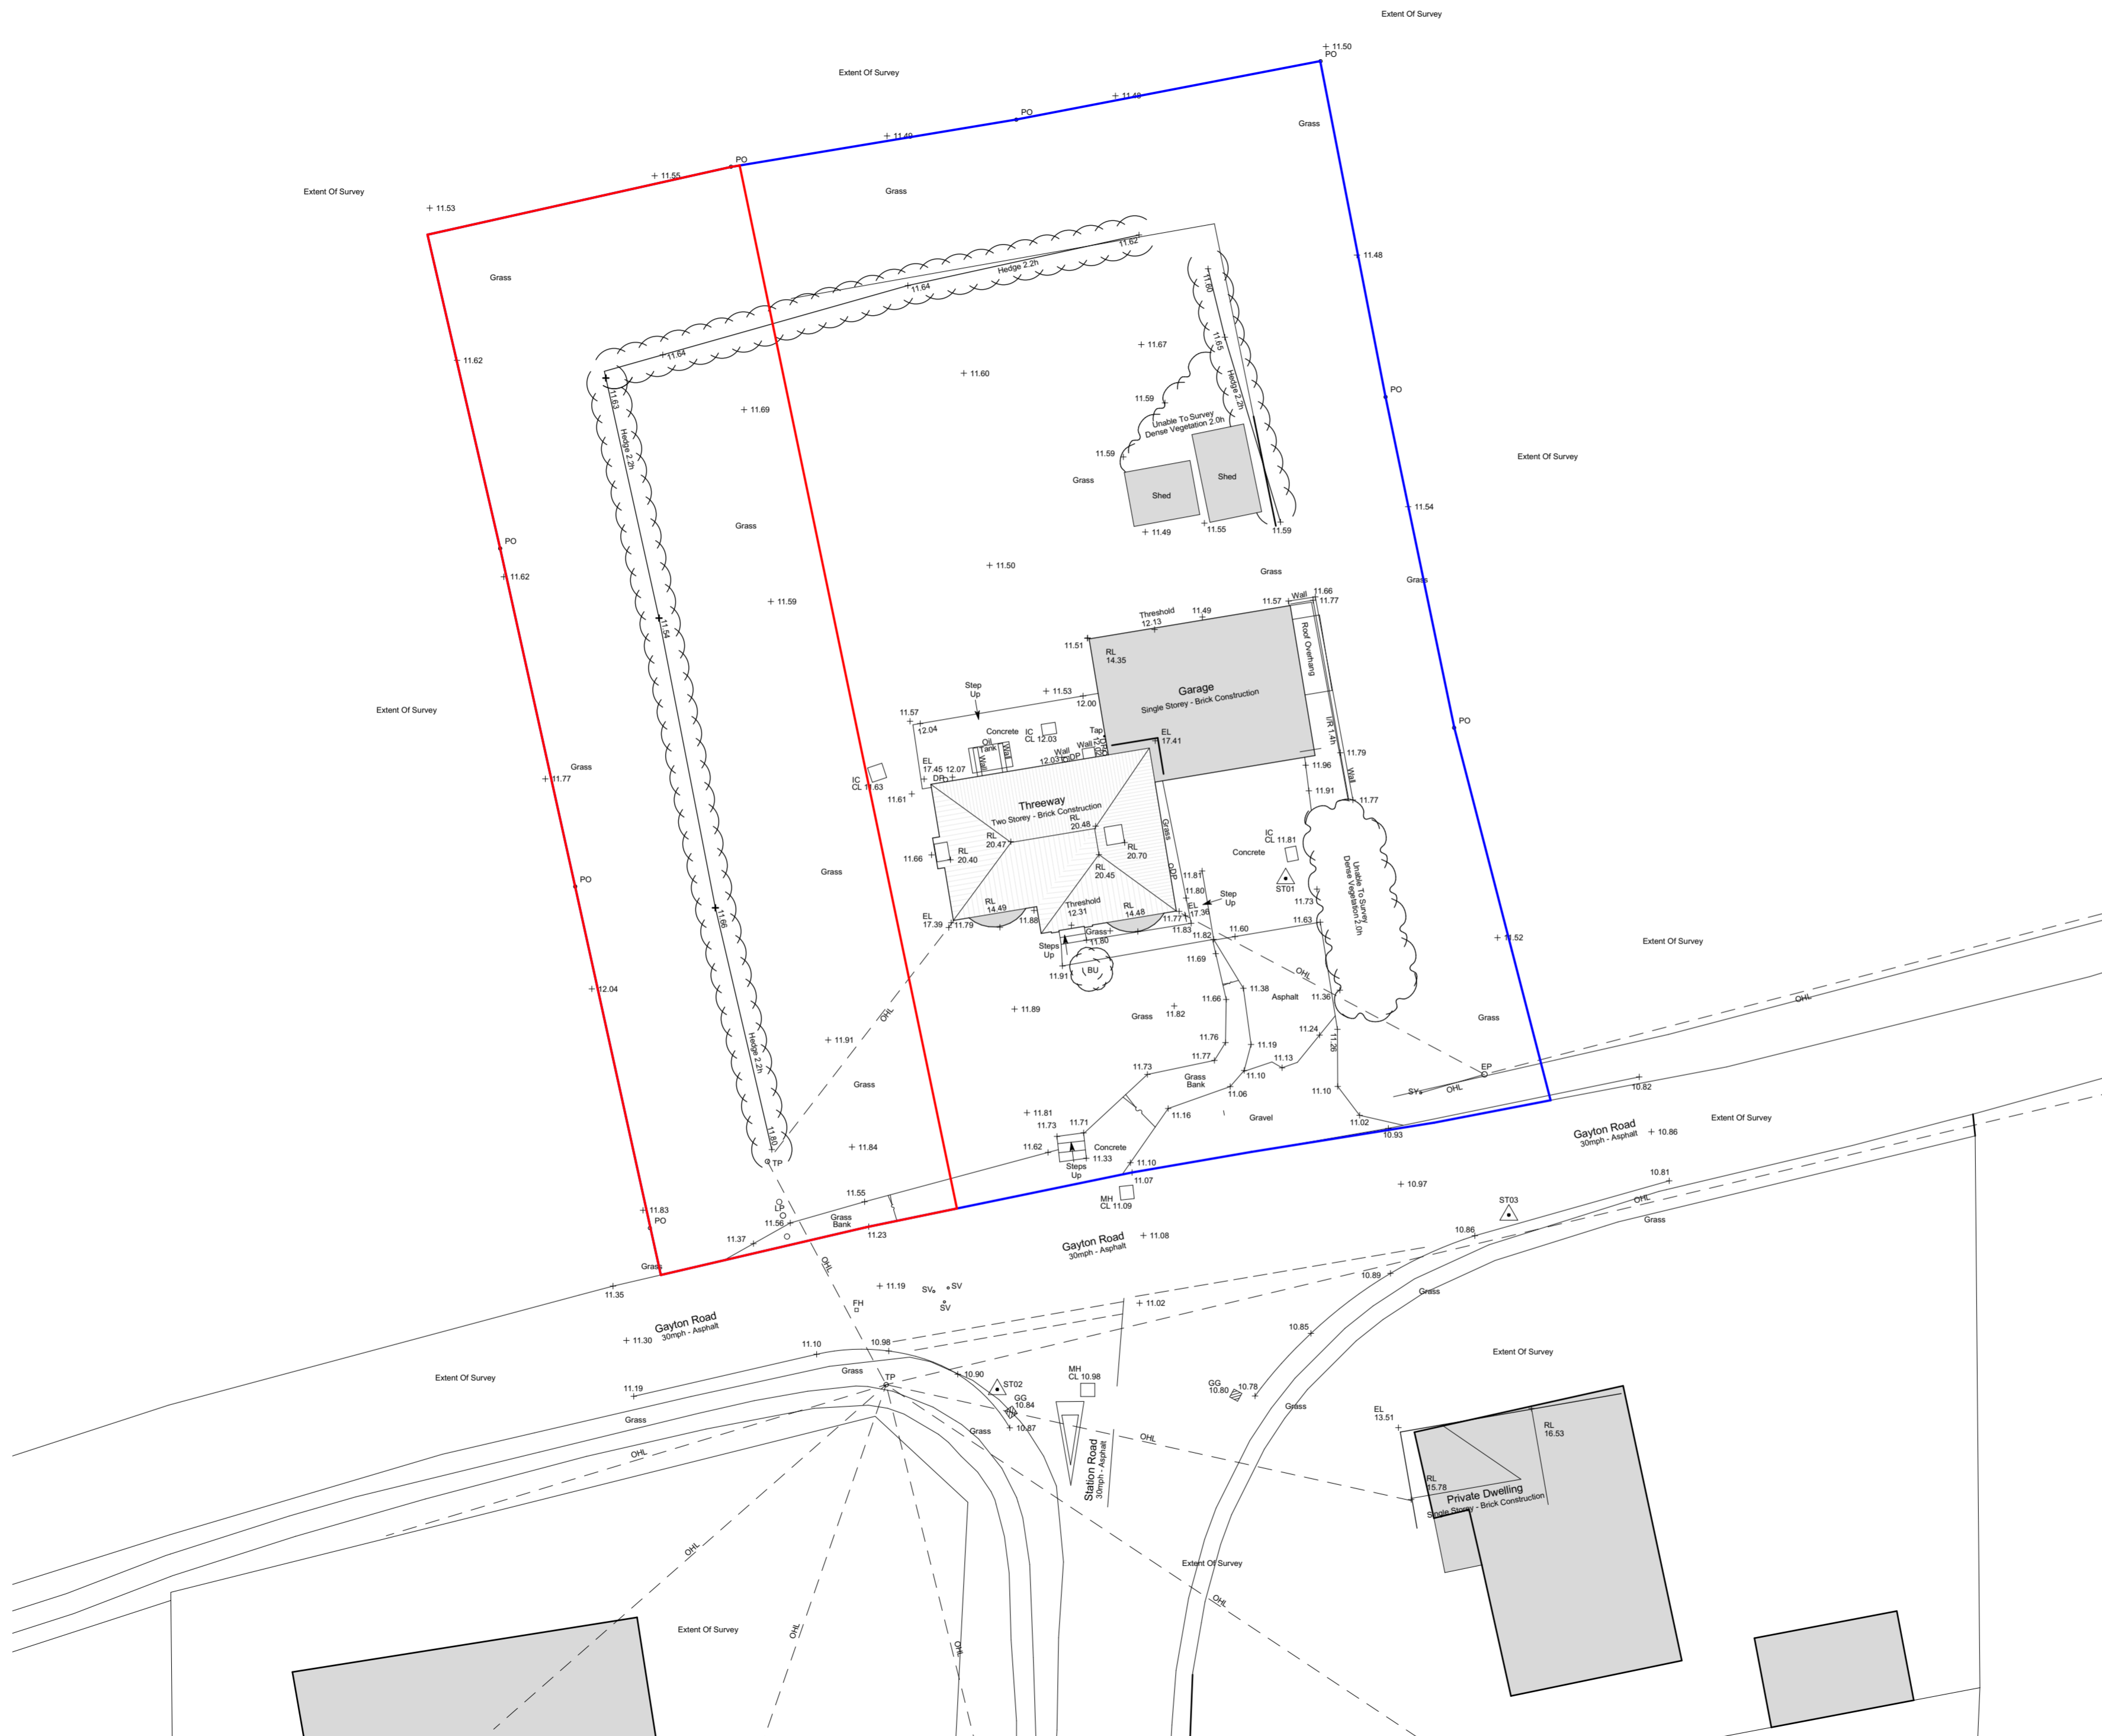 Extent Of Survey
11.50
PO
Extent Of Survey
11.48
PO
Grass
11.49
PO
11.55
Extent Of Survey
Grass
11.53
11.62
Hedge 2.2h
11.48
Grass
11.64
11.60
11.65
11.67
11.64
11.62
11.60
Hedge 2.2h
PO
11.63
11.69
11.59
Unable To Survey
Dense Vegetation 2.0h
Hedge 2.2h
11.59
Extent Of Survey
Grass
Shed
Shed
11.54
Grass
11.49
11.55
11.59
PO
11.62
11.50
Grass
Grass
11.59
Wall
11.66
11.57
11.77
Threshold
12.13
11.49
11.54
11.51
RL
14.35
Roof Overhang
Garage
Single Storey - Brick Construction
Step
Up
11.53
12.00
Extent Of Survey
11.57
12.04
PO
Concrete
IC
CL 12.03
Tap
EL
17.41
I/R 1.4h
Oil
Tank
Wall
Wall
Wall
Wall
12.03
DP
11.79
EL
17.45
12.07
DP
Grass
11.77
IC
CL 11.63
11.96
Wall
11.61
11.91
11.77
Threeway
Two Storey - Brick Construction
RL
20.48
RL
20.47
RL
20.40
RL
20.70
RL
20.45
11.66
Grass
IC
CL 11.81
Concrete
Grass
DP
11.81
ST01
PO
11.80
Step
Up
Unable To Survey
Dense Vegetation 2.0h
11.73
RL
14.49
Threshold
12.31
RL
14.48
EL
17.36
11.77
11.66
EL
17.39
11.79
11.88
11.83
11.63
Grass
11.80
11.82
11.60
11.52
Extent Of Survey
Steps
Up
11.69
11.91
BU
OHL
12.04
11.38
Asphalt
11.36
11.66
OHL
11.89
OHL
11.82
Grass
Grass
11.24
11.26
11.91
11.76
11.19
Hedge 2.2h
11.77
11.13
11.73
EP
Grass
Grass
Bank
11.10
11.06
11.10
SY
OHL
10.82
11.81
11.16
Gravel
11.02
Extent Of Survey
11.80
11.73
11.71
10.93
Gayton Road
30mph - Asphalt
10.86
11.84
11.62
Concrete
11.33
11.10
TP
Steps
Up
11.07
10.97
10.81
11.55
MH
CL 11.09
ST03
OHL
11.83
LP
PO
11.56
Grass
Bank
11.23
10.86
Grass
11.37
Gayton Road
30mph - Asphalt
11.08
Grass
OHL
11.35
11.19
SV
SV
SV
10.89
Grass
FH
11.02
Gayton Road
30mph - Asphalt
11.30
10.85
11.10
10.98
Extent Of Survey
Grass
Extent Of Survey
TP
10.90
MH
CL 10.98
ST02
11.19
GG
10.80
10.78
GG
10.84
Grass
Grass
10.87
Grass
EL
13.51
RL
16.53
OHL
OHL
Station Road
30mph - Asphalt
RL
15.78
Private Dwelling
Single Storey - Brick Construction
OHL
Extent Of Survey
OHL
Extent Of Survey
OHL
OHL